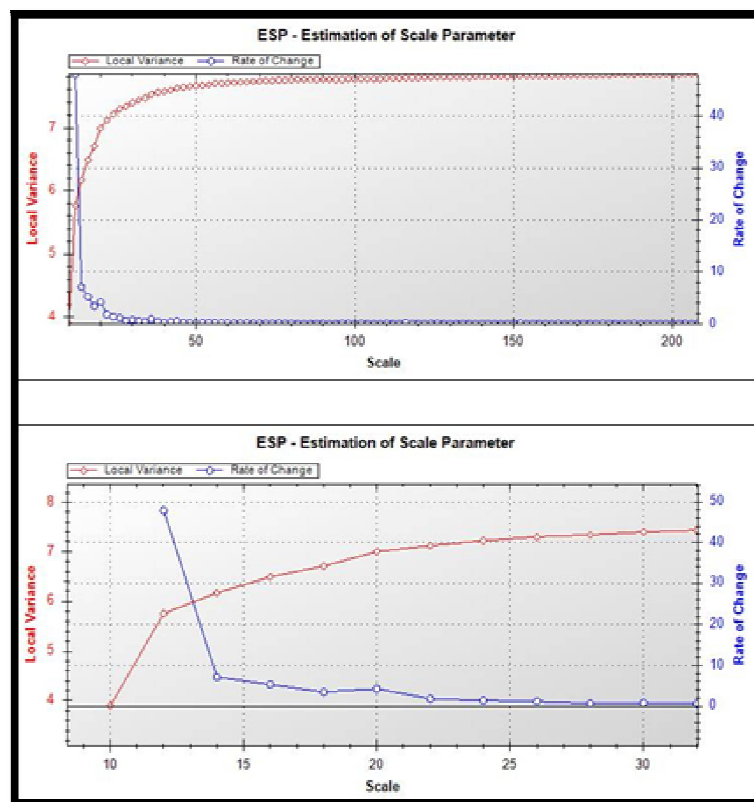 ESP - Estimation of Scale Parameter
Local Variance Rate of Change
7
6
5
4
Local Variance
40
30
20
10
0
Rate of Change
50 100 150 200
Scale
ESP - Estimation of Scale Parameter
Local Variance Rate of Change
8
7
6
5
4
Local Variance
50
40
30
20
10
0
Rate of Change
10 15 20 25 30
Scale